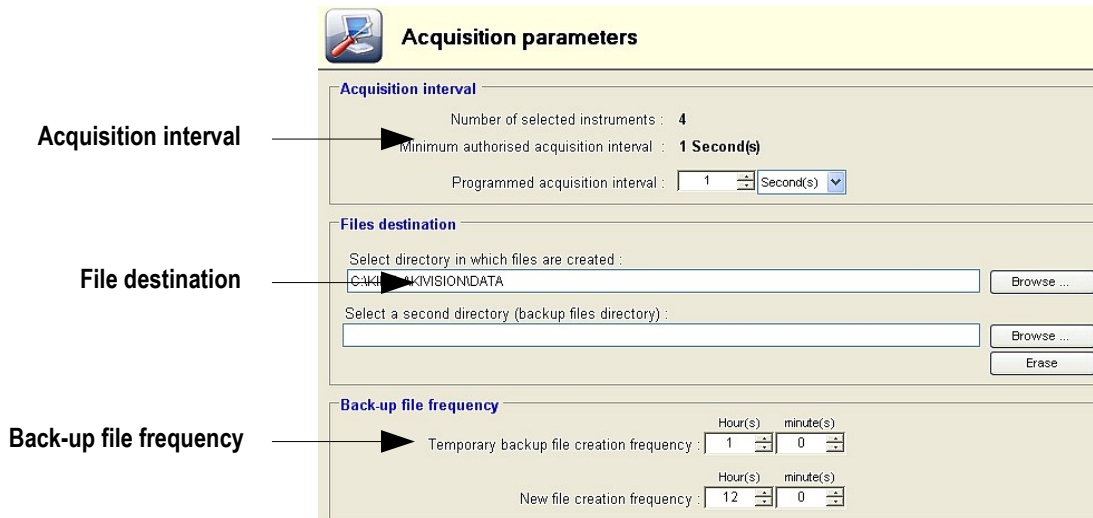 Acquisition parameters
Acquisition interval
Number of selected instruments : 4
Acquisition interval
Minimum authorised acquisition interval : 1 Second(s)
Programmed acquisition interval : 1 Second(s)
Files destination
Select directory in which files are created :
File destination
AKIVISION\DATA
Browse ...
Select a second directory (backup files directory) :
Browse ...
Erase
Back-up file frequency
Back-up file frequency
Hour(s) minute(s)
Temporary backup file creation frequency : 1 0
Hour(s) minute(s)
New file creation frequency : 12 0